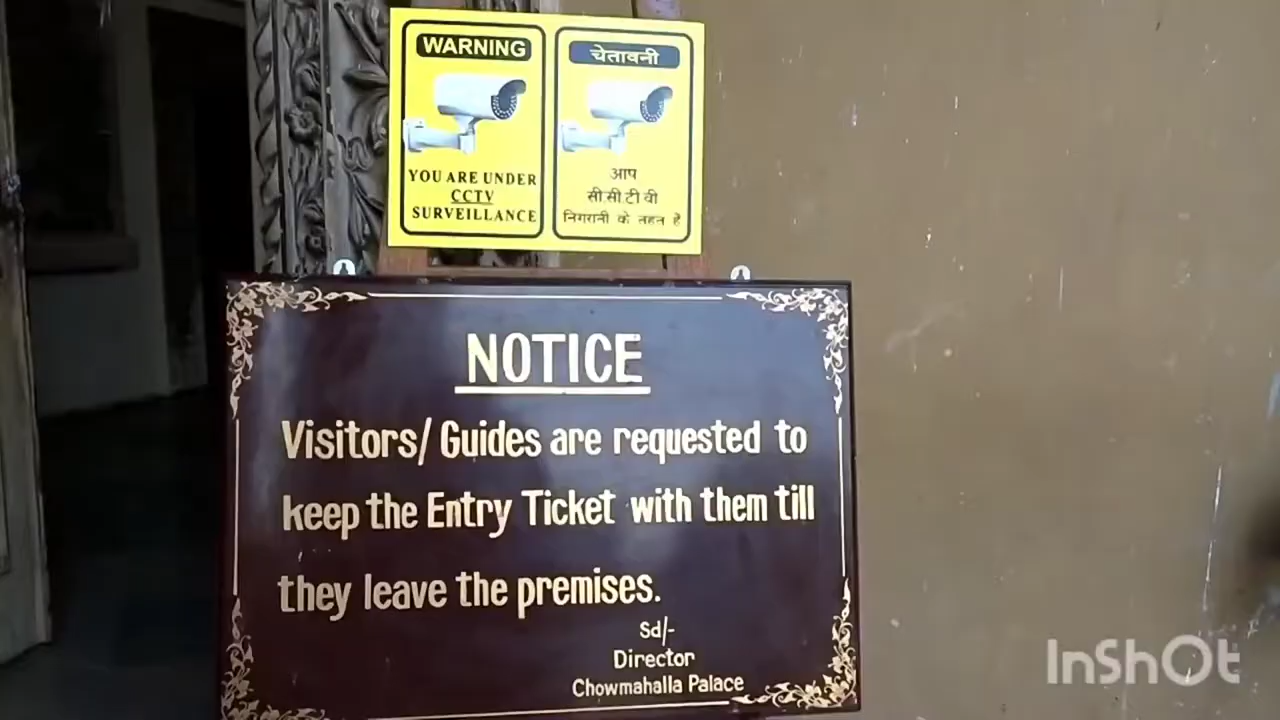 WARNING
YOU ARE UNDER
CCTV
SURVEILLANCE
चेतावनी
आप
सी.सी.टी वी
निगरानी के तहत हैं
NOTICE
Visitors/ Guides are requested to
keep the Entry Ticket with them till
they leave the premises.
Sd/-
Director
Chowmahalla Palace
InShOt